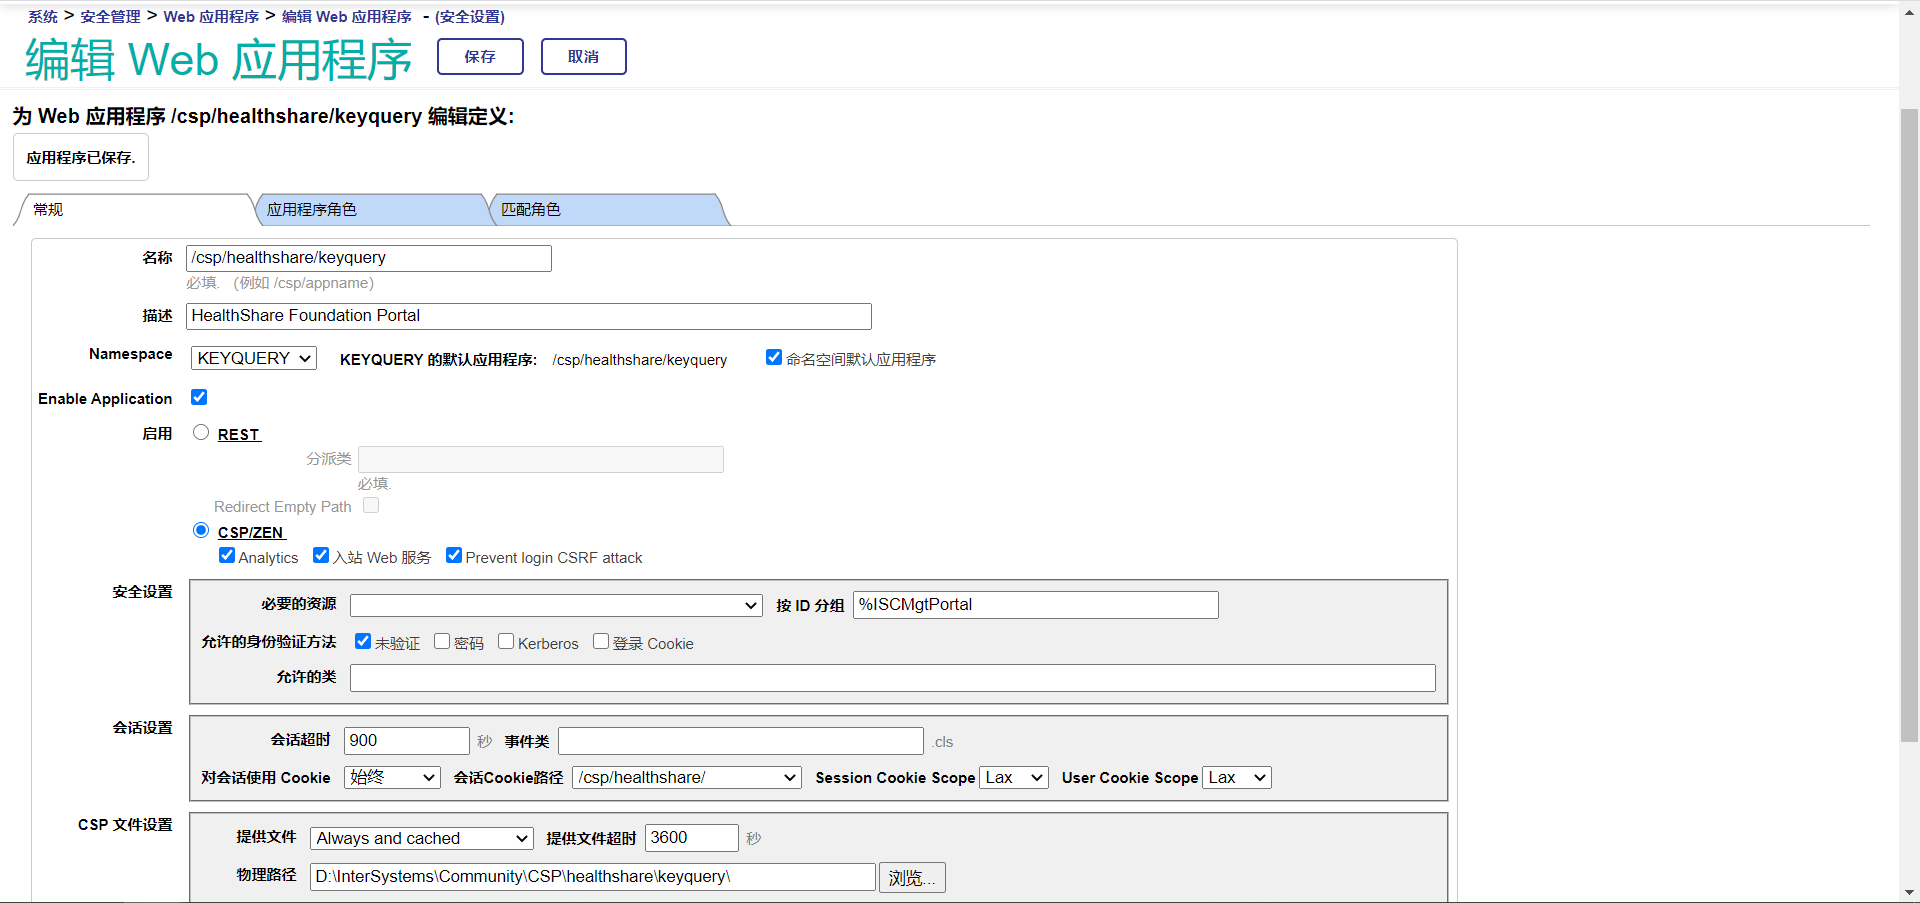 系统 > 安全管理 > Web 应用程序 > 编辑 Web 应用程序 - (安全设置)
编辑 Web 应用程序 保存 取消
为 Web 应用程序 /csp/healthshare/keyquery 编辑定义:
应用程序已保存.
常规 应用程序角色 匹配角色
名称 /csp/healthshare/keyquery
必填. (例如 /csp/appname)
描述 HealthShare Foundation Portal
Namespace KEYQUERY KEYQUERY 的默认应用程序: /csp/healthshare/keyquery 命名空间默认应用程序
Enable Application
启用 REST
分派类
必填.
Redirect Empty Path
CSP/ZEN
Analytics 入站 Web 服务 Prevent login CSRF attack
安全设置 必要的资源 按 ID 分组 %ISCMgtPortal
允许的身份验证方法 未验证 密码 Kerberos 登录 Cookie
允许的类
会话设置 会话超时 900 秒 事件类 .cls
对会话使用 Cookie 始终 会话Cookie路径 /csp/healthshare/ Session Cookie Scope Lax User Cookie Scope Lax
CSP 文件设置 提供文件 Always and cached 提供文件超时 3600 秒
物理路径 D:\InterSystems\Community\CSP\healthshare\keyquery\ 浏览...